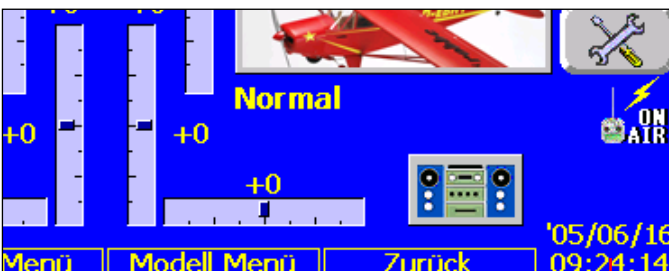 Normal
ON
AIR
+0
+0
+0
'05/06/16
Menü
Modell Menü
Zurück
09:24:14